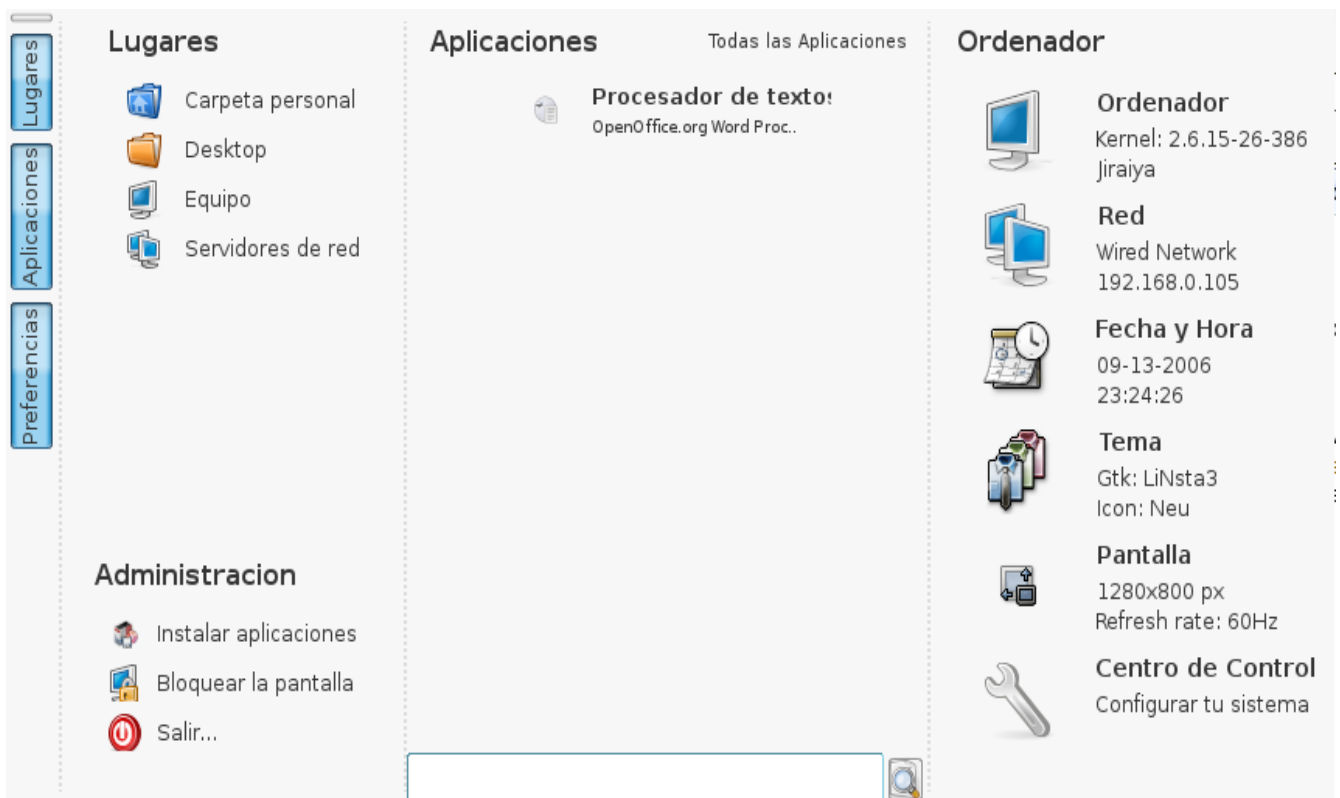 Lugares
Aplicaciones
Preferencias
Lugares
Carpeta personal
Desktop
Equipo
Servidores de red
Administracion
Instalar aplicaciones
Bloquear la pantalla
Salir...
Aplicaciones
Todas las Aplicaciones
Procesador de textos
OpenOffice.org Word Proc..
Ordenador
Ordenador
Kernel: 2.6.15-26-386
Jiraiya
Red
Wired Network
192.168.0.105
Fecha y Hora
09-13-2006
23:24:26
Tema
Gtk: LiNsta3
Icon: Neu
Pantalla
1280x800 px
Refresh rate: 60Hz
Centro de Control
Configurar tu sistema